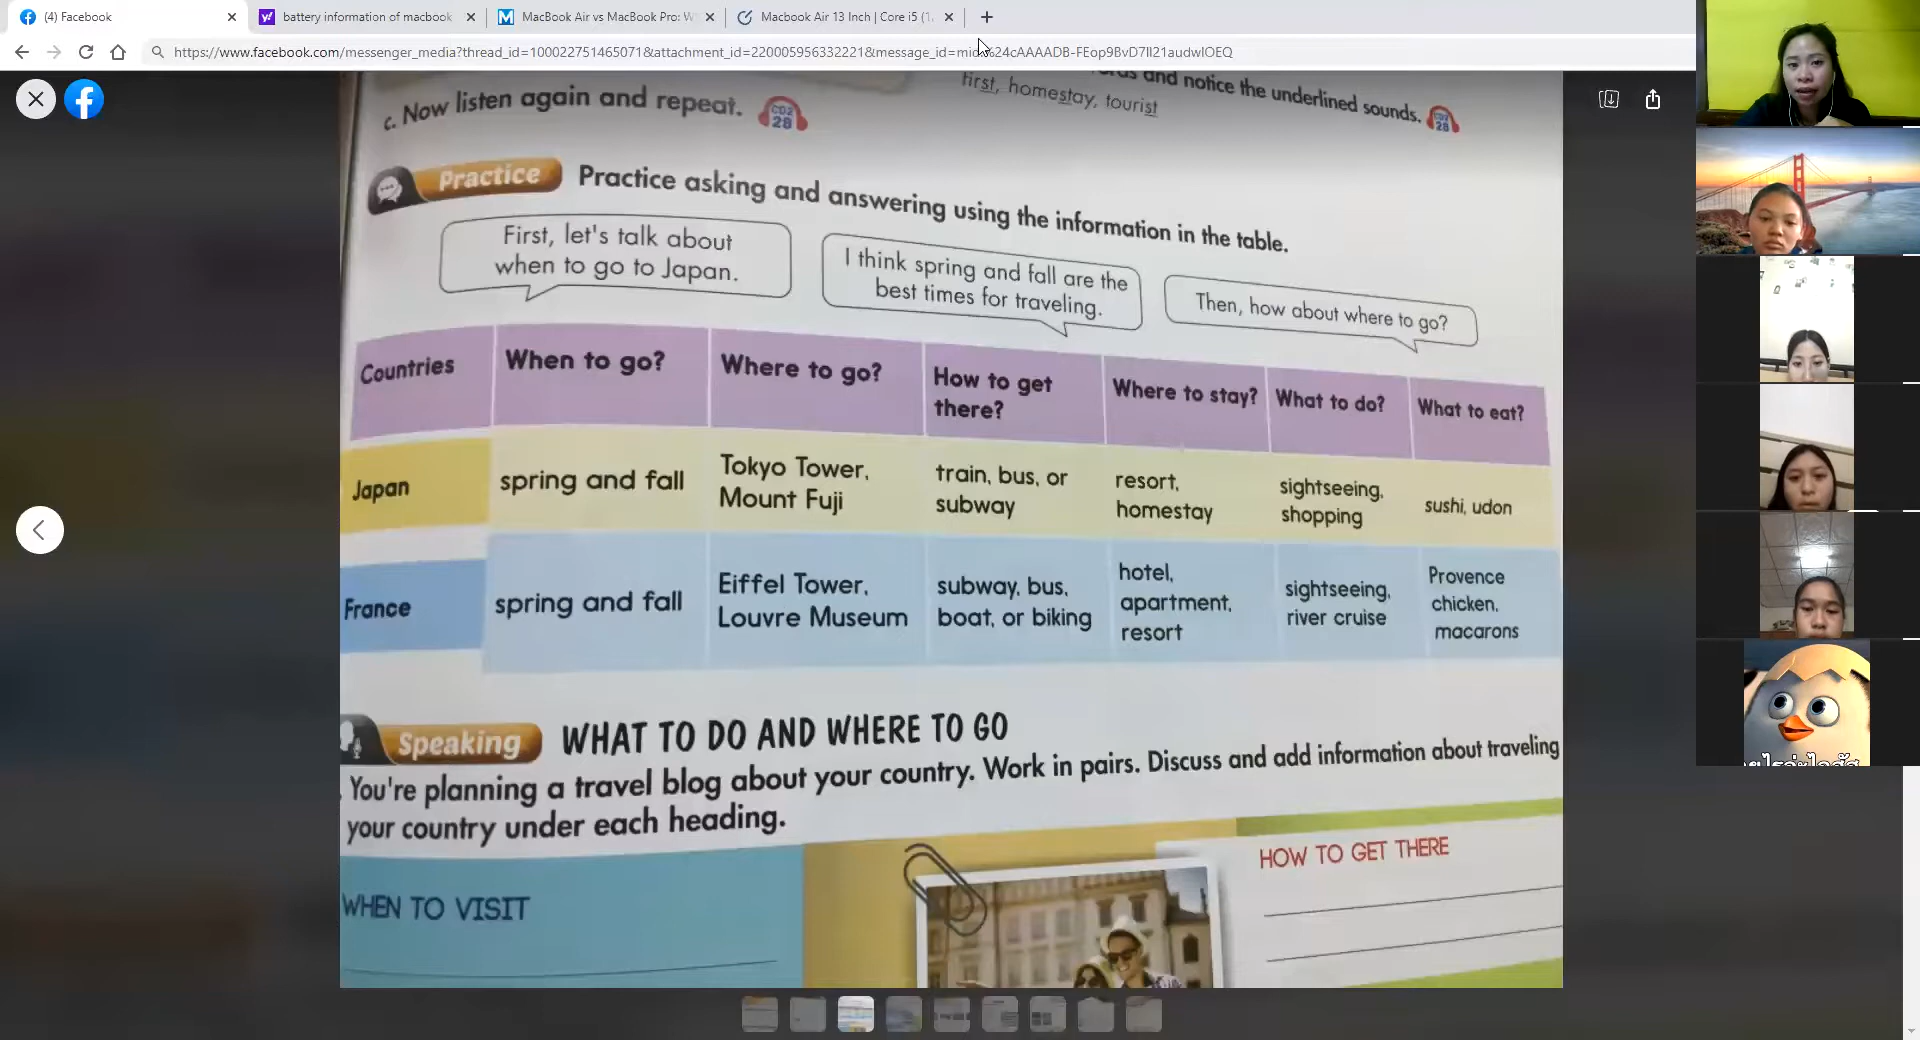 (4) Facebook
battery information of macbook
MacBook Air vs MacBook Pro: W
Macbook Air 13 Inch | Core i5 (1.
https://www.facebook.com/messenger_media?thread_id=100022751465071&attachment_id=220005956332221&message_id=
c. Now listen again and repeat.
CD2
28
and notice the underlined sounds.
CD2
28
first, homestay, tourist
Practice
Practice asking and answering using the information in the table.
First, let's talk about
when to go to Japan.
I think spring and fall are the
best times for traveling.
Then, how about where to go?
Countries
When to go?
Where to go?
How to get
there?
Where to stay?
What to do?
What to eat?
Japan
spring and fall
Tokyo Tower,
Mount Fuji
train, bus, or
subway
resort,
homestay
sightseeing,
shopping
sushi, udon
France
spring and fall
Eiffel Tower,
Louvre Museum
subway, bus,
boat, or biking
hotel,
apartment,
resort
sightseeing,
river cruise
Provence
chicken,
macarons
Speaking
WHAT TO DO AND WHERE TO GO
You're planning a travel blog about your country. Work in pairs. Discuss and add information about traveling
your country under each heading.
WHEN TO VISIT
HOW TO GET THERE